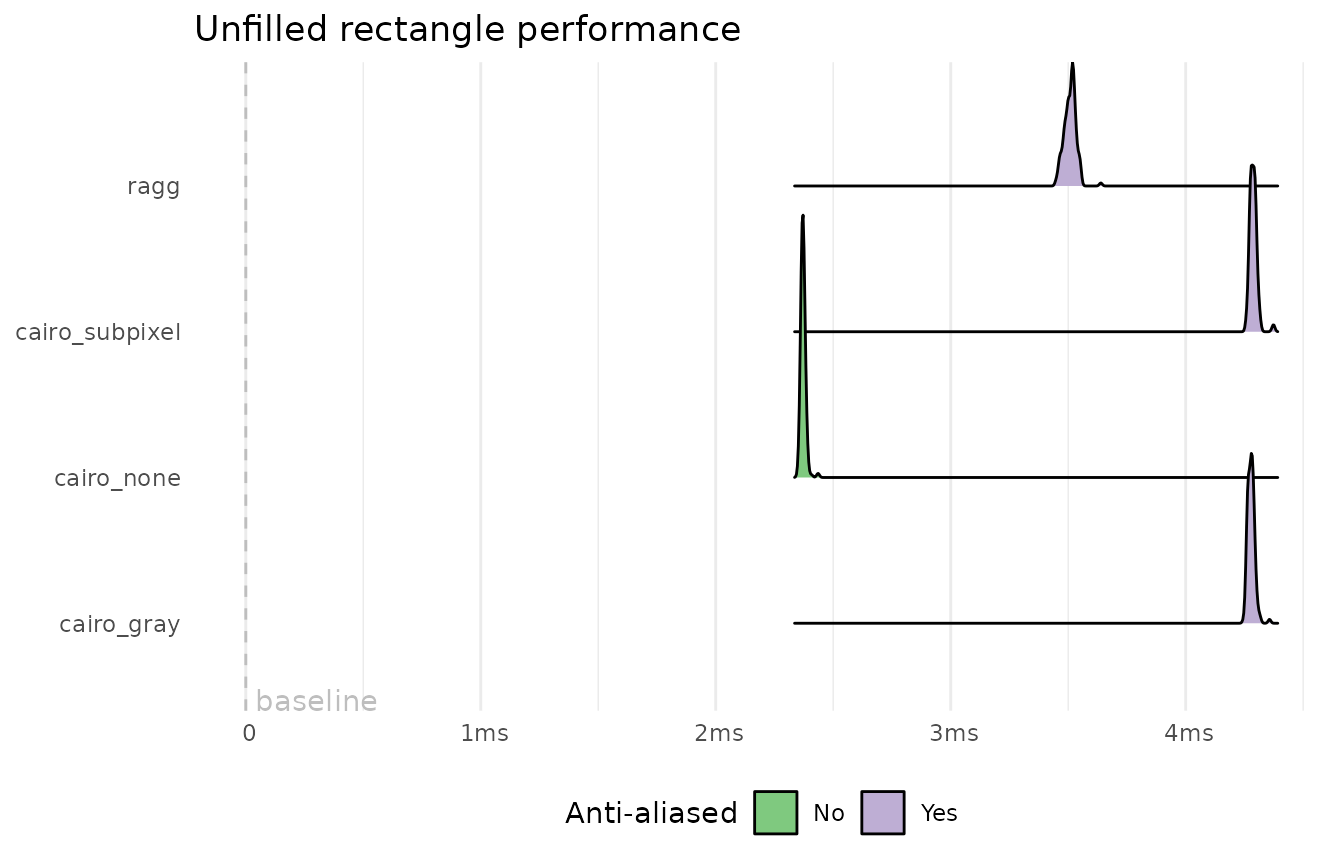 Unfilled rectangle performance
ragg
cairo_subpixel
cairo_none
cairo_gray
baseline
0 1ms 2ms 3ms 4ms
Anti-aliased No Yes